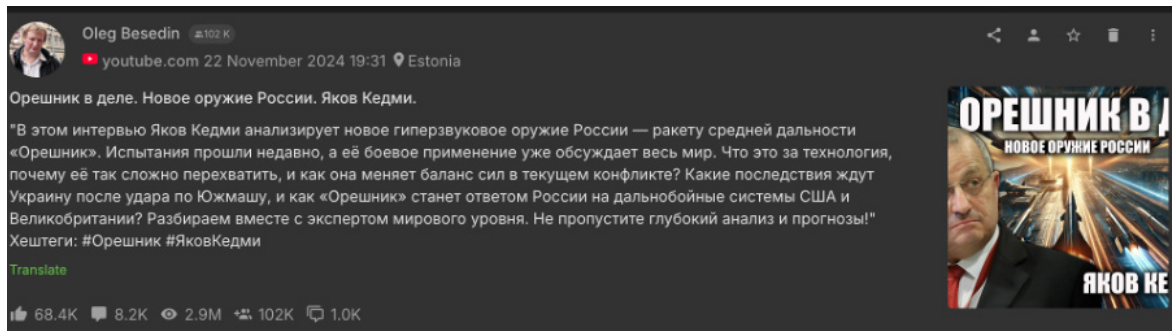 Oleg Besedin 102 K
youtube.com 22 November 2024 19:31 Estonia
Орешник в деле. Новое оружие России. Яков Кедми.
"В этом интервью Яков Кедми анализирует новое гиперзвуковое оружие России — ракету средней дальности
«Орешник». Испытания прошли недавно, а её боевое применение уже обсуждает весь мир. Что это за технология,
почему её так сложно перехватить, и как она меняет баланс сил в текущем конфликте? Какие последствия ждут
Украину после удара по Южмашу, и как «Орешник» станет ответом России на дальнобойные системы США и
Великобритании? Разбираем вместе с экспертом мирового уровня. Не пропустите глубокий анализ и прогнозы!"
Хештеги: #Орешник #ЯковКедми
Translate
68.4K 8.2K 2.9M 102K 1.0K
ОРЕШНИК В Д
НОВОЕ ОРУЖИЕ РОССИИ
ЯКОВ КЕ